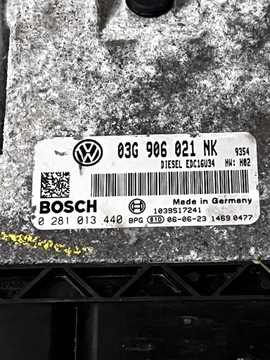 03G 906 021 NK 9354
DIESEL EDC16U34 HW: H02
BOSCH Made in Germany
1039S17241
0 281 013 440 BPG 810 06-06-23 1469 0477